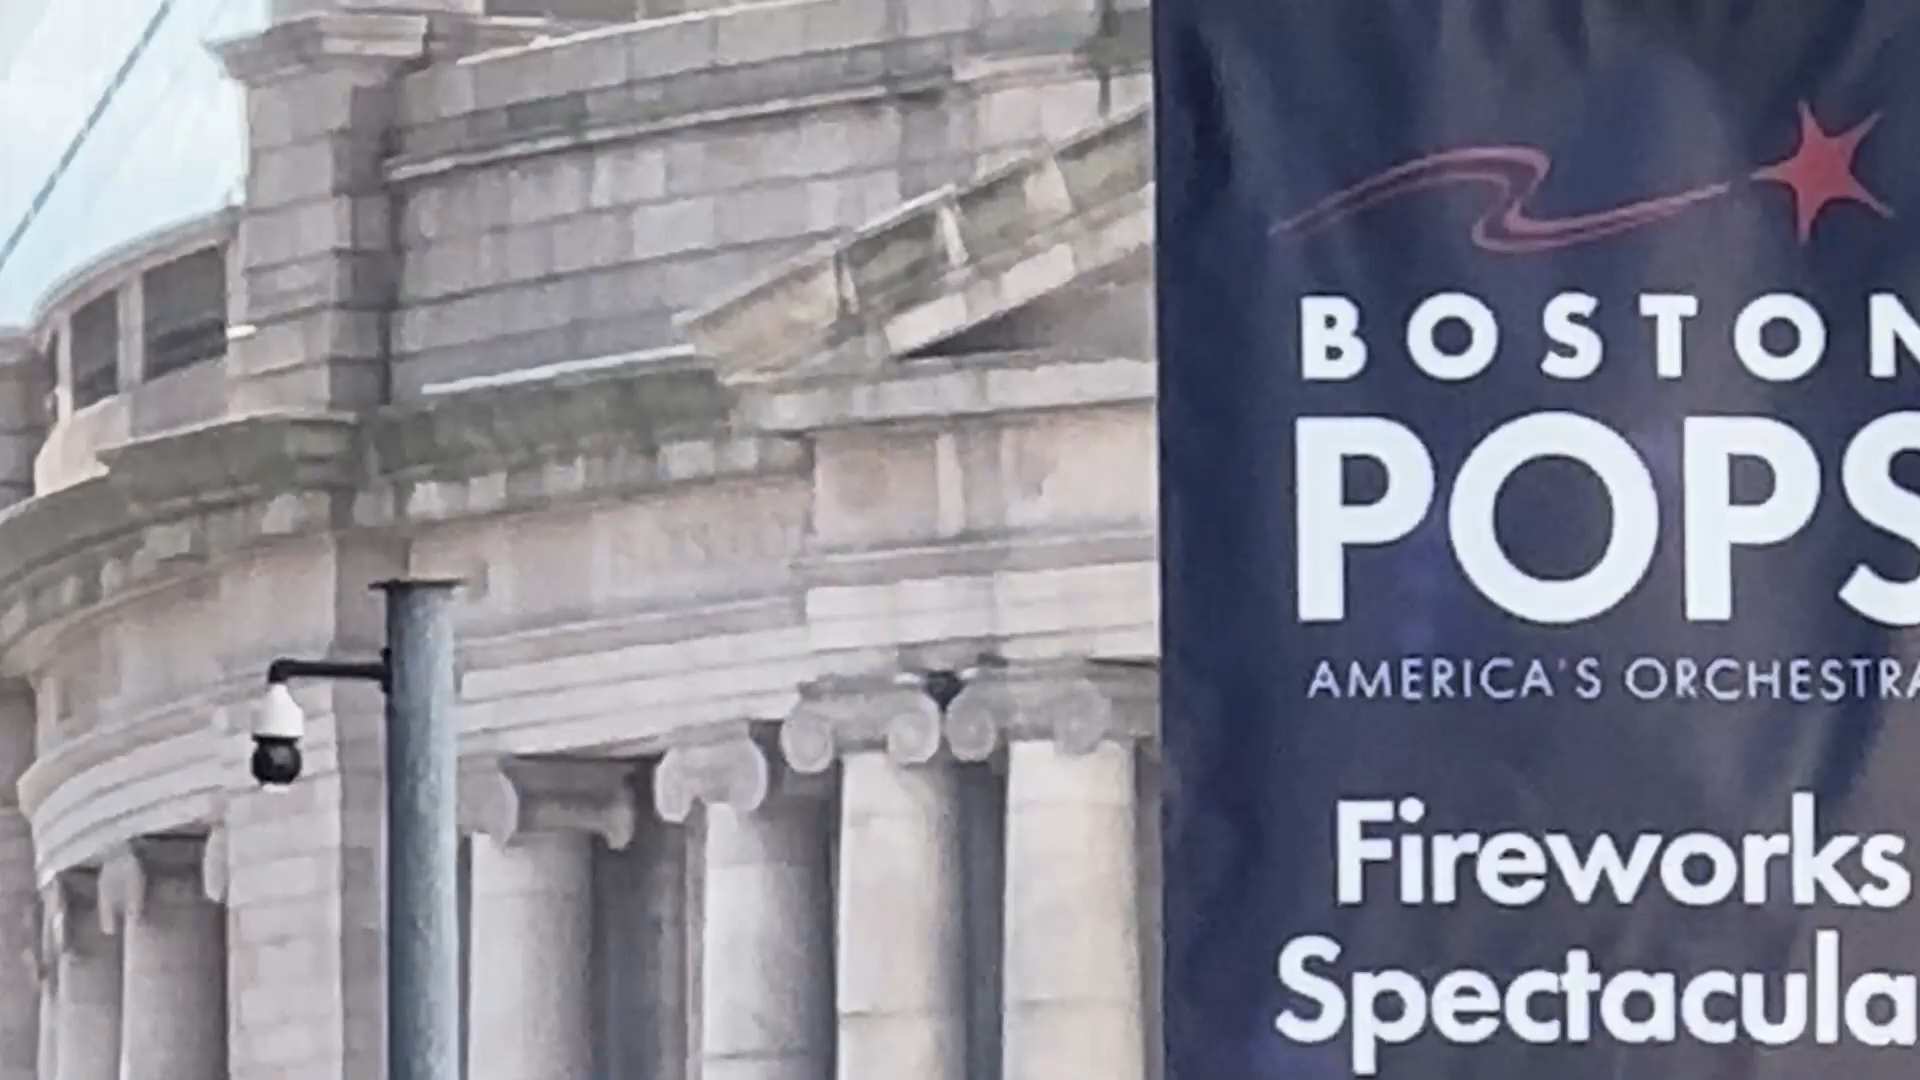 BOSTON
POPS
AMERICA'S ORCHESTRA
Fireworks
Spectacula